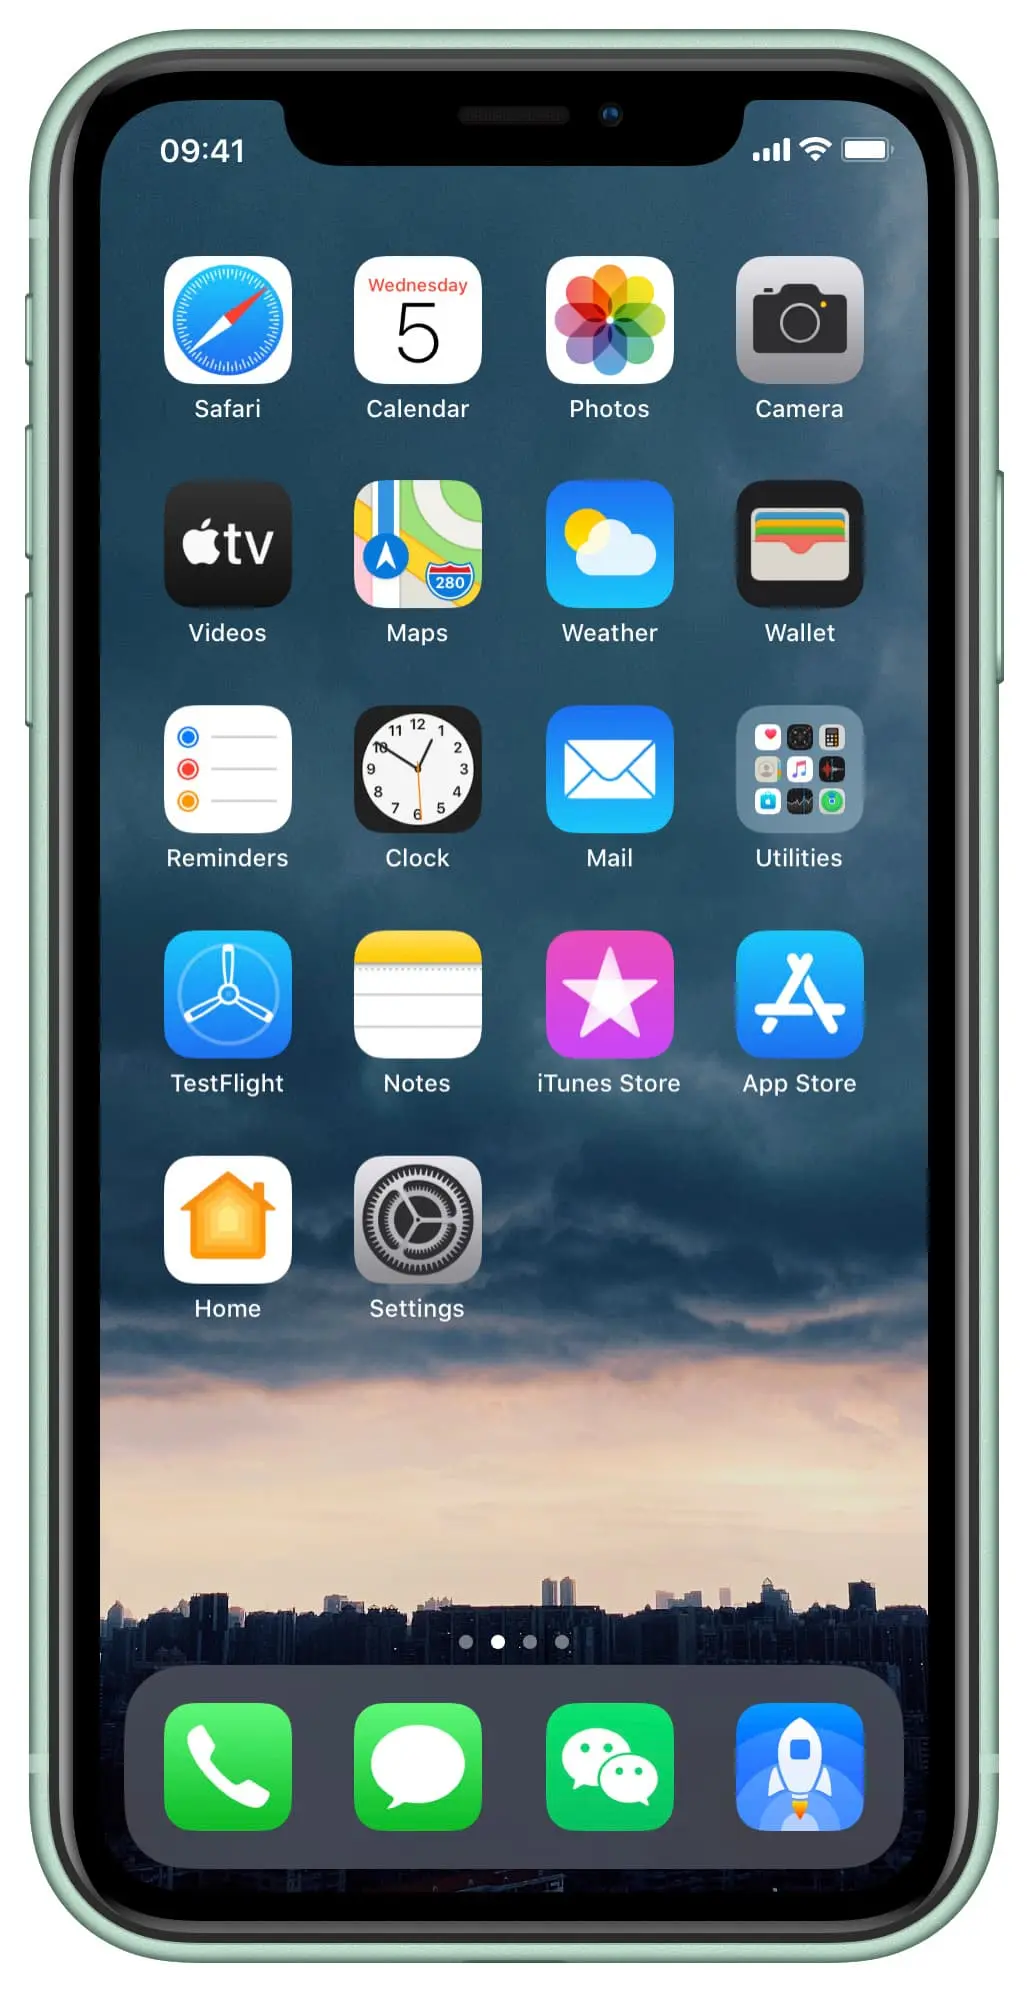 09:41
Wednesday
5
Safari
Calendar
Photos
Camera
tv
280
Videos
Maps
Weather
Wallet
12
11
1
10
2
9
3
8
4
7
5
6
Reminders
Clock
Mail
Utilities
TestFlight
Notes
iTunes Store
App Store
Home
Settings